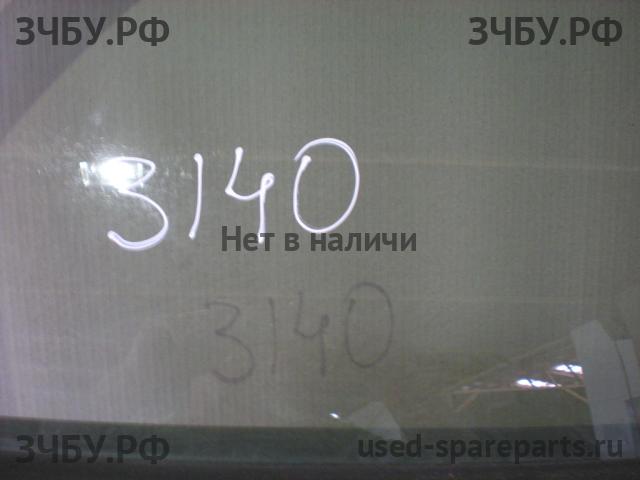 ЗЧБУ.РФ ЗЧБУ.РФ
3140
Нет в наличи
3140
ЗЧБУ.РФ used-spareparts.ru